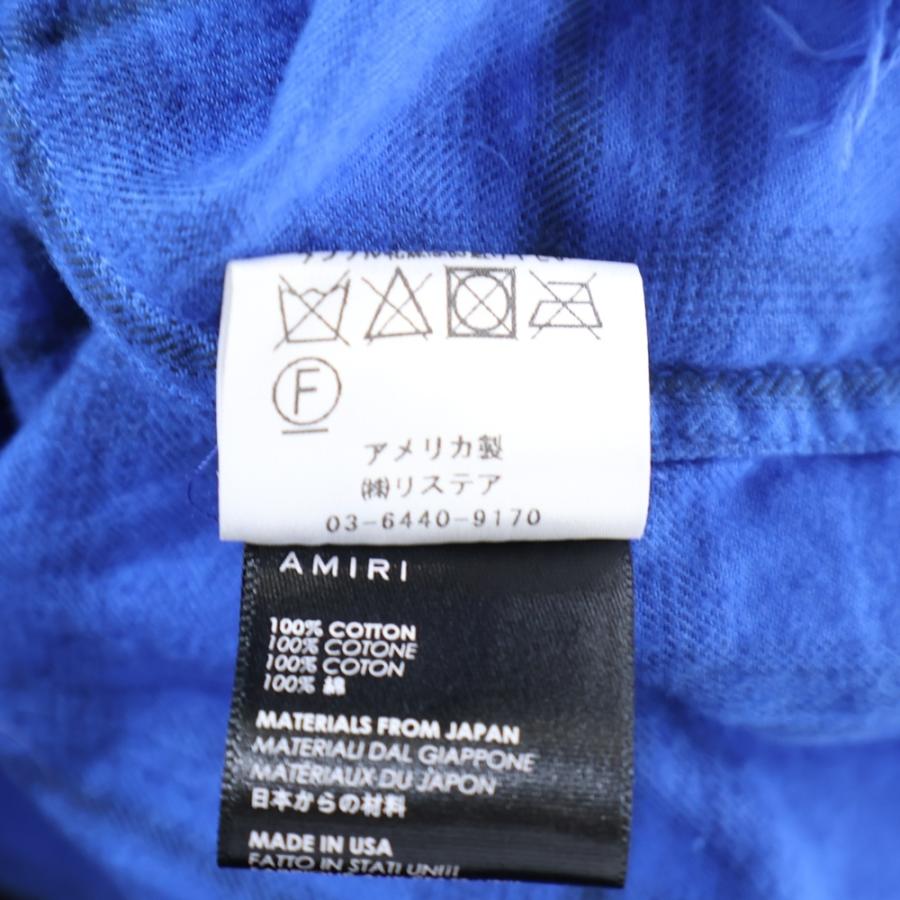 F
アメリカ製
㈱リステア
03-6440-9170
AMIRI
100% COTTON
100% COTONE
100% COTON
100% 綿
MATERIALS FROM JAPAN
MATERIALI DAL GIAPPONE
MATÉRIAUX DU JAPON
日本からの材料
MADE IN USA
FATTO IN STATI UNITI